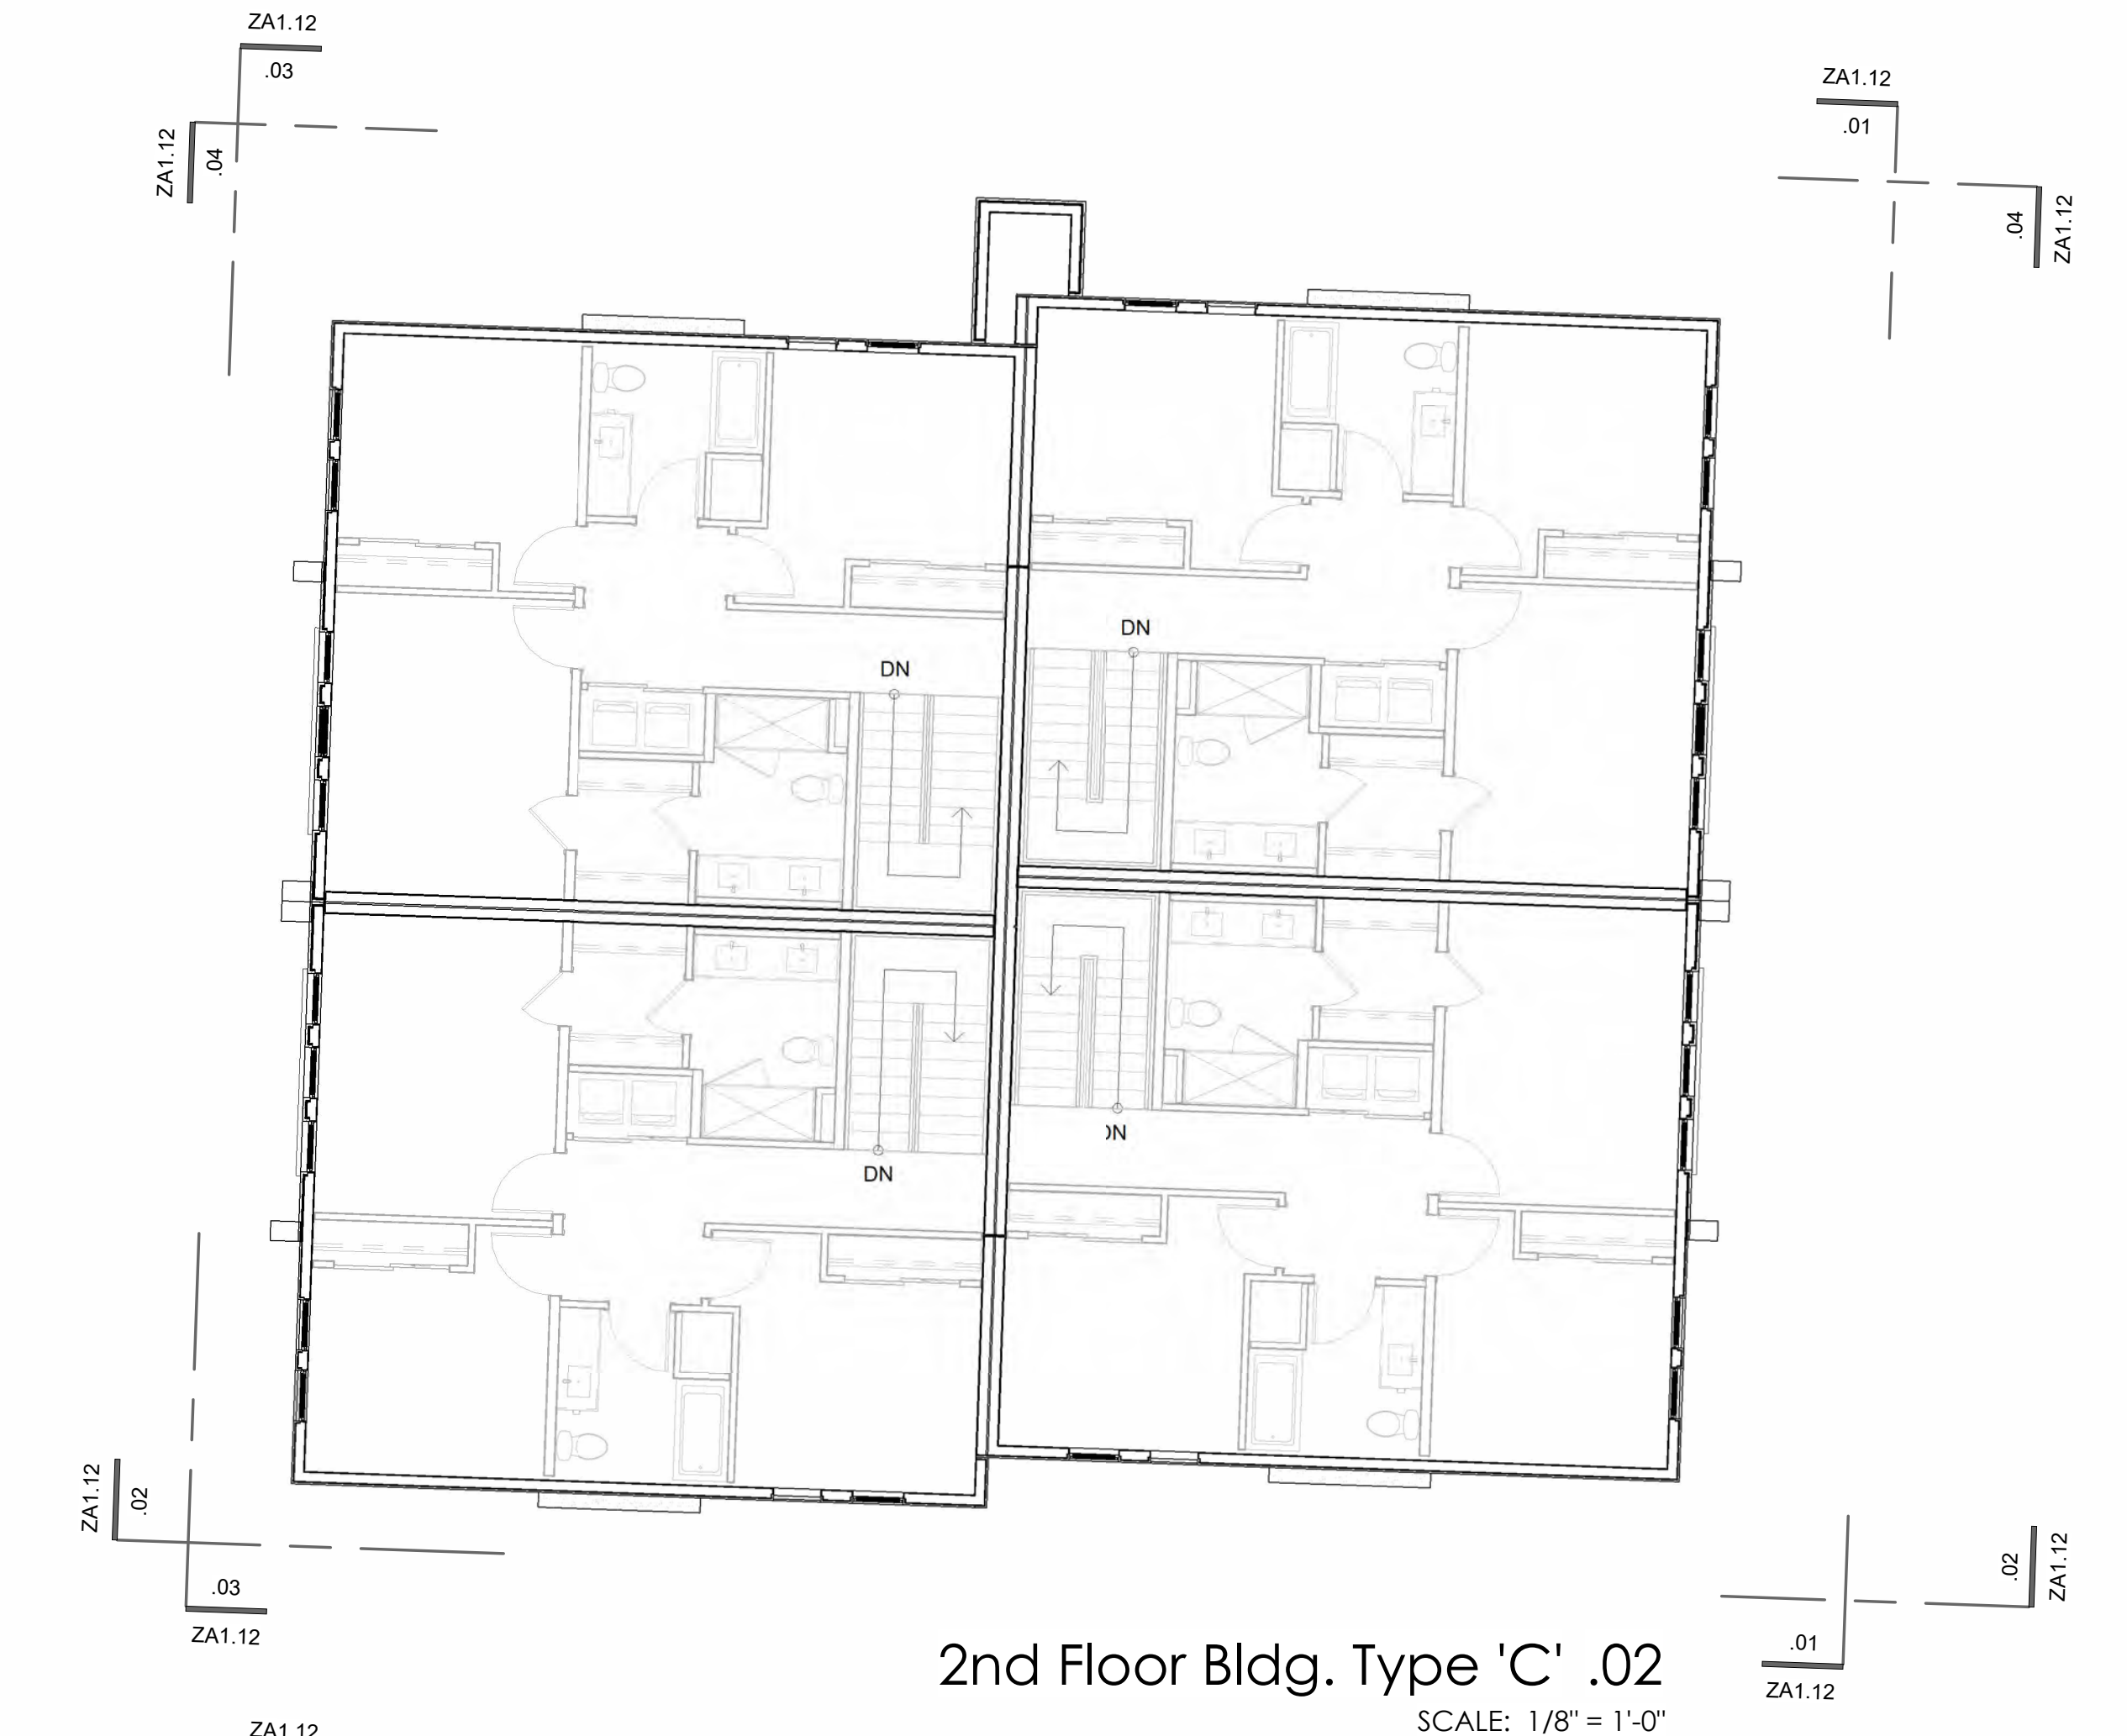 ZA1.12
.03
ZA1.12
.04
ZA1.12
.01
.04
ZA1.12
DN
DN
DN
DN
ZA1.12
.02
.03
ZA1.12
.02
ZA1.12
.01
ZA1.12
2nd Floor Bldg. Type 'C' .02
SCALE: 1/8" = 1'-0"
ZA1.12